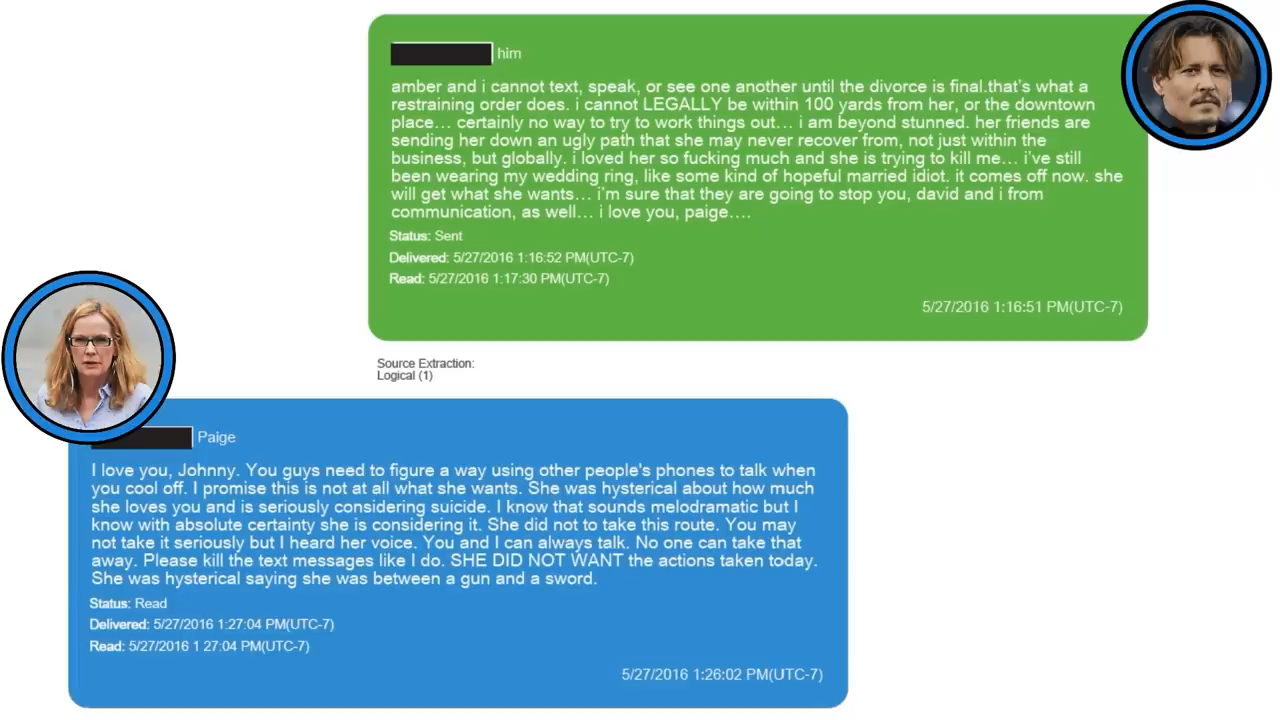 him
amber and i cannot text, speak, or see one another until the divorce is final.that's what a
restraining order does. i cannot LEGALLY be within 100 yards from her, or the downtown
place... certainly no way to try to work things out... i am beyond stunned. her friends are
sending her down an ugly path that she may never recover from, not just within the
business, but globally. i loved her so fucking much and she is trying to kill me... i've still
been wearing my wedding ring, like some kind of hopeful married idiot. it comes off now. she
will get what she wants... i'm sure that they are going to stop you, david and i from
communication, as well... i love you, paige....
Status: Sent
Delivered: 5/27/2016 1:16:52 PM(UTC-7)
Read: 5/27/2016 1:17:30 PM(UTC-7)
5/27/2016 1:16:51 PM(UTC-7)
Source Extraction:
Logical (1)
Paige
I love you, Johnny. You guys need to figure a way using other people's phones to talk when
you cool off. I promise this is not at all what she wants. She was hysterical about how much
she loves you and is seriously considering suicide. I know that sounds melodramatic but I
know with absolute certainty she is considering it. She did not to take this route. You may
not take it seriously but I heard her voice. You and I can always talk. No one can take that
away. Please kill the text messages like I do. SHE DID NOT WANT the actions taken today.
She was hysterical saying she was between a gun and a sword.
Status: Read
Delivered: 5/27/2016 1:27:04 PM(UTC-7)
Read: 5/27/2016 1 27:04 PM(UTC-7)
5/27/2016 1:26:02 PM(UTC-7)